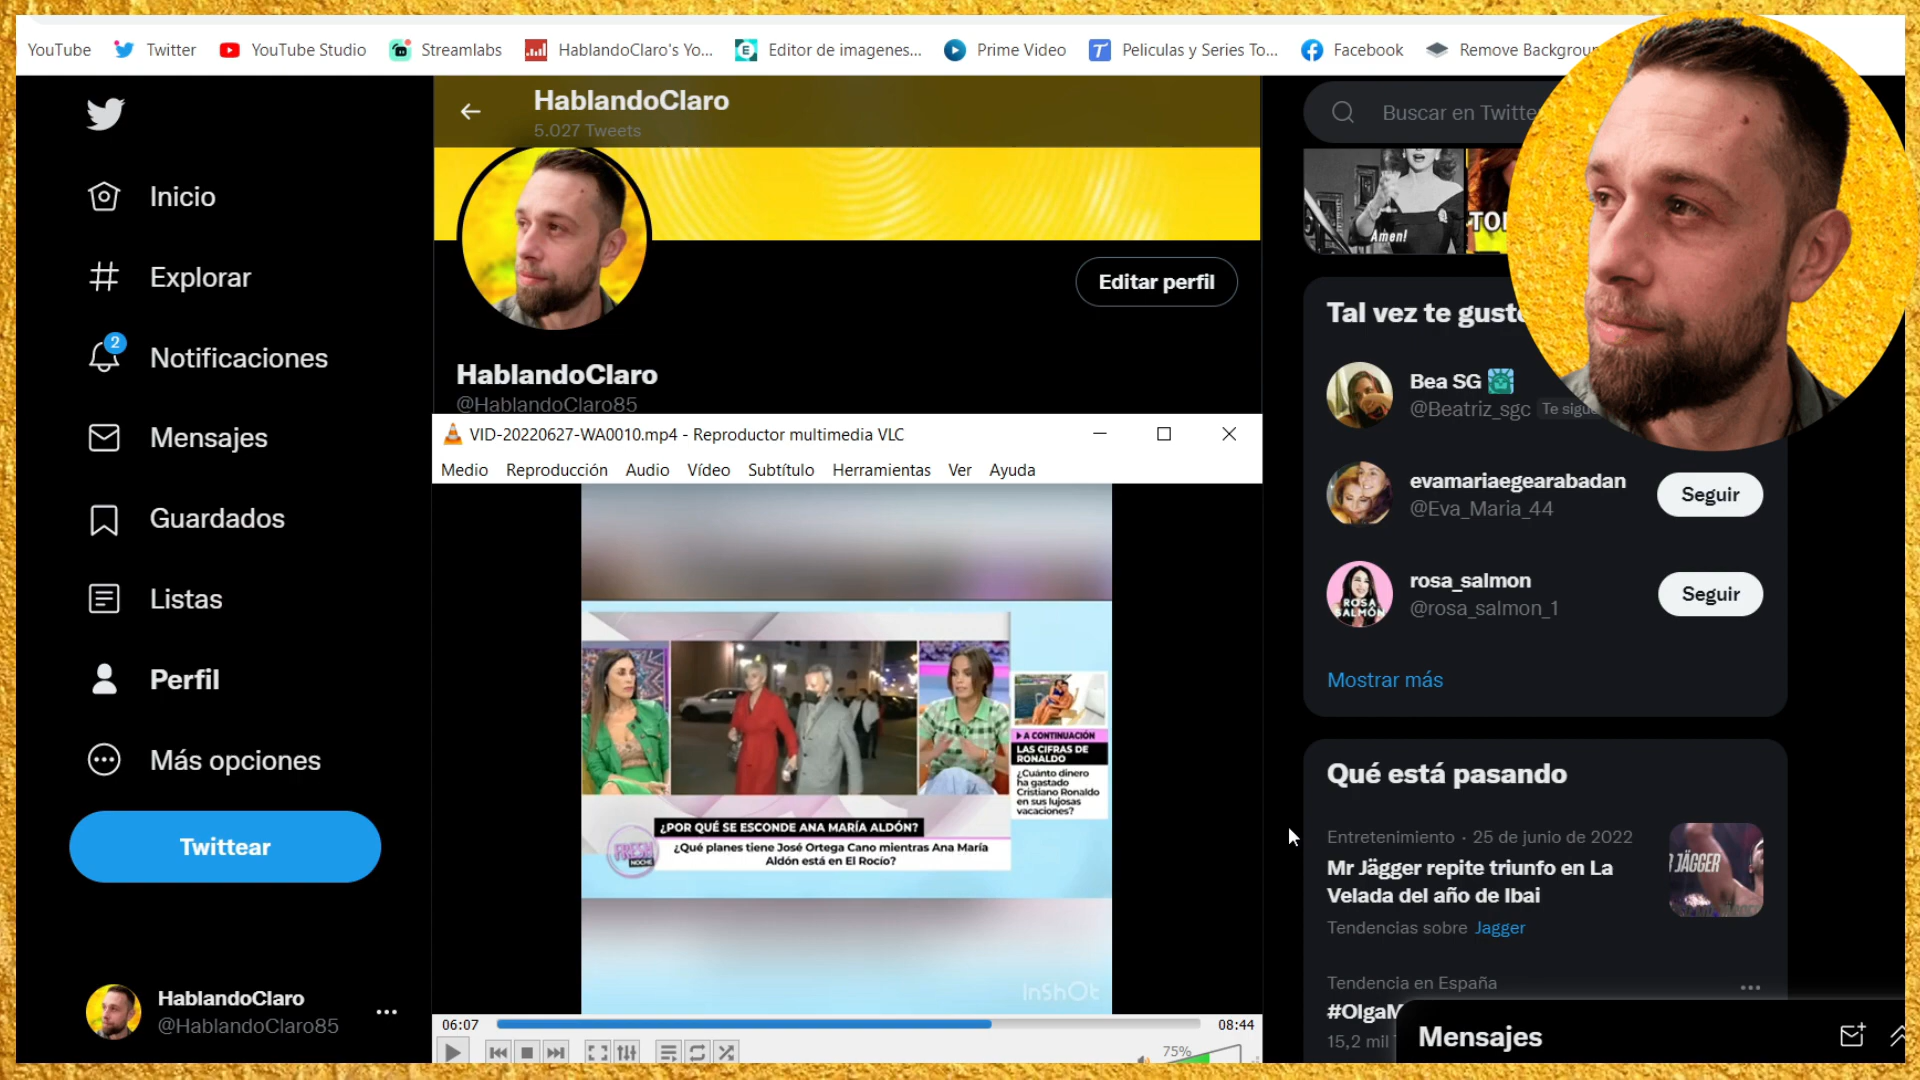 YouTube
Twitter
YouTube Studio
Streamlabs
HablandoClaro's Yo...
Editor de imagenes...
Prime Video
Peliculas y Series To...
Facebook
Remove Backgroun
HablandoClaro
5.027 Tweets
Buscar en Twitte
Inicio
Explorar
2
Notificaciones
Mensajes
Guardados
Listas
Perfil
Más opciones
Twittear
HablandoClaro
@HablandoClaro85
Editar perfil
HablandoClaro
@HablandoClaro85
VID-20220627-WA0010.mp4 - Reproductor multimedia VLC
Medio Reproducción Audio Vídeo Subtítulo Herramientas Ver Ayuda
A CONTINUACIÓN
LAS CIFRAS DE
RONALDO
¿Cuánto dinero
ha gastado
Cristiano Ronaldo
en sus lujosas
vacaciones?
¿POR QUÉ SE ESCONDE ANA MARÍA ALDÓN?
¿Qué planes tiene José Ortega Cano mientras Ana María
Aldón está en El Rocío?
FRESH
NOCHE
InShOt
06:07
08:44
75%
Amen!
TOI
Tal vez te guste
Bea SG
@Beatriz_sgc Te sigue
evamariaegearabadan
@Eva_Maria_44
Seguir
ROSA
SALMÓN
rosa_salmon
@rosa_salmon_1
Seguir
Mostrar más
Qué está pasando
Entretenimiento · 25 de junio de 2022
Mr Jägger repite triunfo en La
Velada del año de Ibai
Tendencias sobre Jagger
JÄGGER
Tendencia en España
#OlgaM
15,2 mil
Mensajes